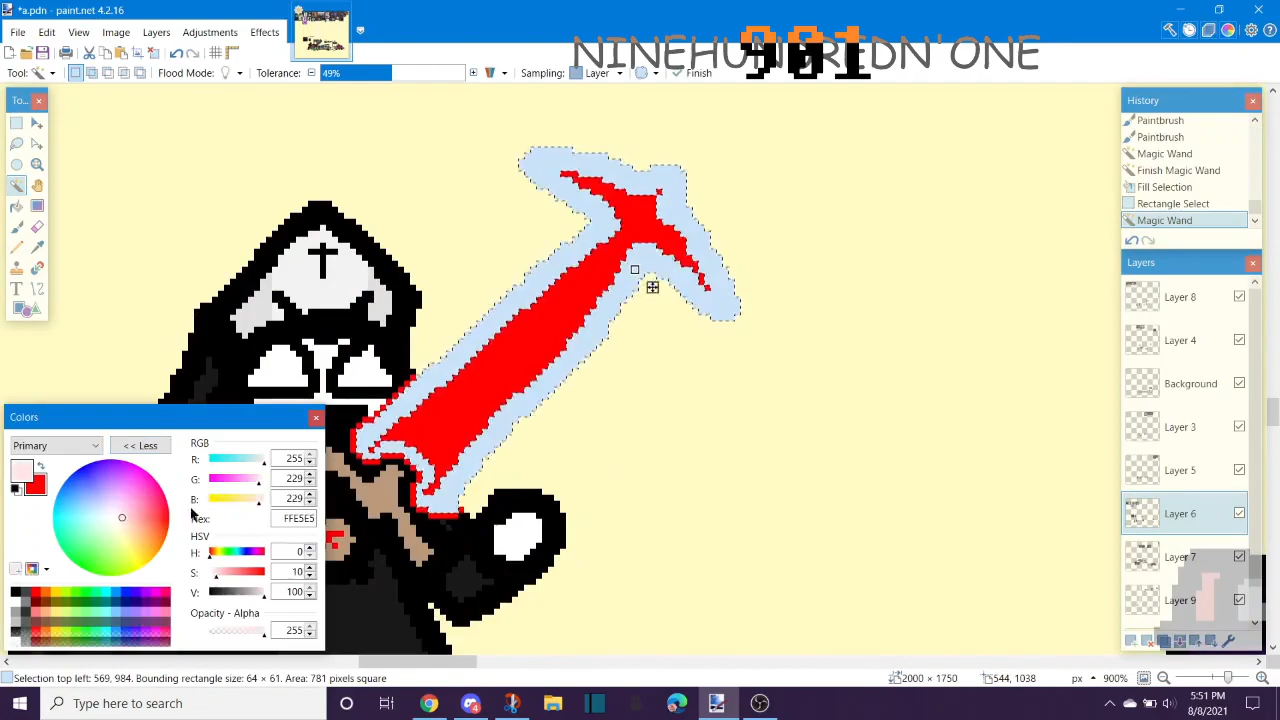 *a.pdn - paint.net 4.2.16
File Edit View Image Layers Adjustments Effects
NINEHUNDREDN'ONE
901
Tool: Flood Mode: Tolerance: 49% Sampling: Layer Finish
To...
History
Paintbrush
Paintbrush
Magic Wand
Finish Magic Wand
Fill Selection
Rectangle Select
Magic Wand
Layers
Layer 8
Layer 4
Background
Layer 3
Layer 5
Layer 6
Layer 7
Layer 9
Colors
Primary << Less
RGB
R: 255
G: 229
B: 229
Hex: FFE5E5
HSV
H: 0
S: 10
V: 100
Opacity - Alpha
255
Selection top left: 569, 984. Bounding rectangle size: 64 × 61. Area: 781 pixels square
2000 × 1750
544, 1038
px
900%
Type here to search
5:51 PM
8/8/2021